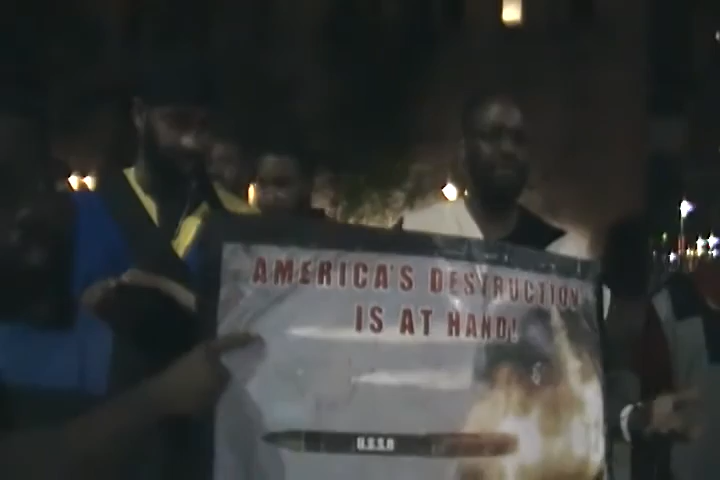 AMERICA'S DESTRUCTION
IS AT HAND!
U.S.S.R